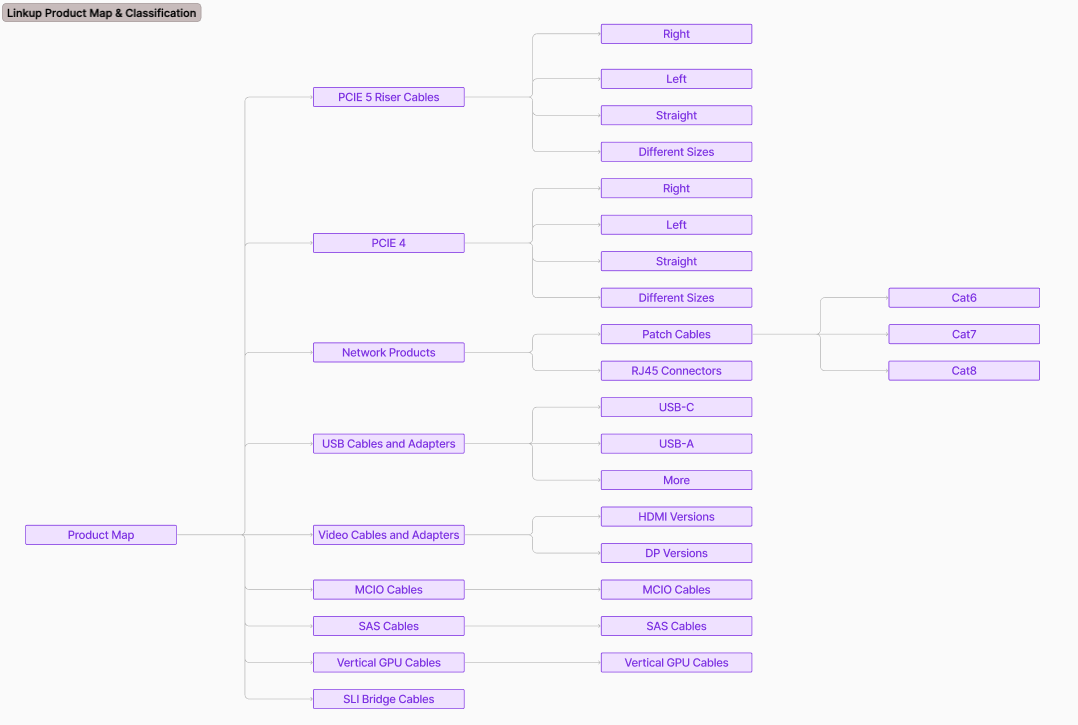 Linkup Product Map & Classification
Product Map
PCIE 5 Riser Cables
Right
Left
Straight
Different Sizes
PCIE 4
Right
Left
Straight
Different Sizes
Network Products
Patch Cables
Cat6
Cat7
Cat8
RJ45 Connectors
USB Cables and Adapters
USB-C
USB-A
More
Video Cables and Adapters
HDMI Versions
DP Versions
MCIO Cables
MCIO Cables
SAS Cables
SAS Cables
Vertical GPU Cables
Vertical GPU Cables
SLI Bridge Cables